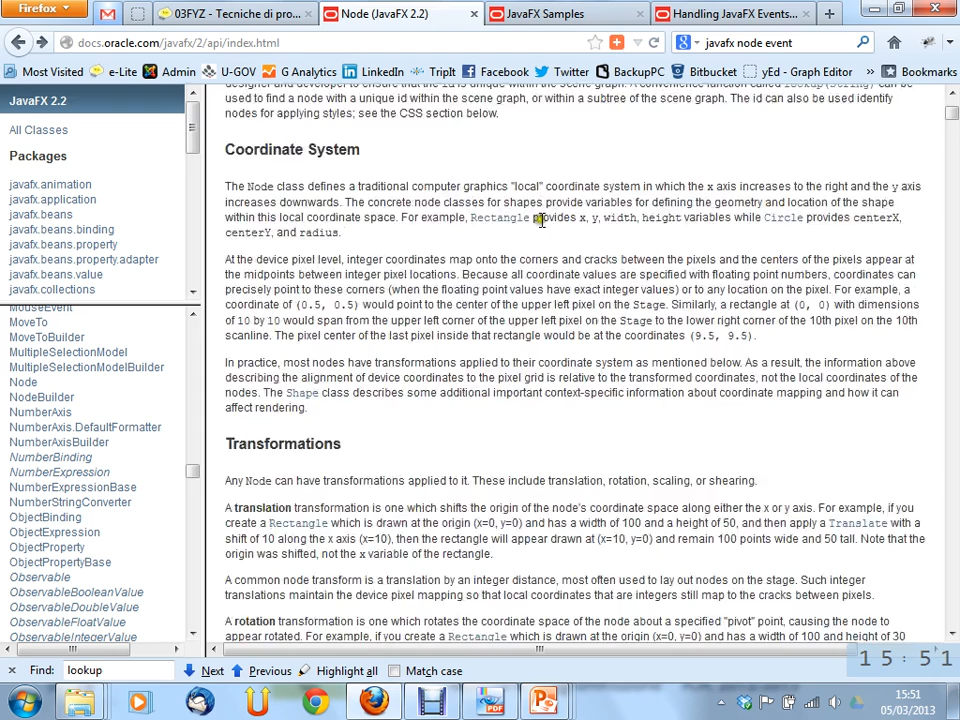 Firefox
03FYZ - Tecniche di pro...
Node (JavaFX 2.2)
JavaFX Samples
Handling JavaFX Events...
docs.oracle.com/javafx/2/api/index.html
javafx node event
Most Visited
e-Lite
Admin
U-GOV
G Analytics
LinkedIn
TripIt
Facebook
Twitter
BackupPC
Bitbucket
yEd - Graph Editor
»
Bookmarks
JavaFX 2.2
All Classes
Packages
javafx.animation
javafx.application
javafx.beans
javafx.beans.binding
javafx.beans.property
javafx.beans.property.adapter
javafx.beans.value
javafx.collections
MouseEvent
MoveTo
MoveToBuilder
MultipleSelectionModel
MultipleSelectionModelBuilder
Node
NodeBuilder
NumberAxis
NumberAxis.DefaultFormatter
NumberAxisBuilder
NumberBinding
NumberExpression
NumberExpressionBase
NumberStringConverter
ObjectBinding
ObjectExpression
ObjectProperty
ObjectPropertyBase
Observable
ObservableBooleanValue
ObservableDoubleValue
ObservableFloatValue
ObservableIntegerValue
designer and developer to ensure that the id is unique within the scene graph. A convenience function called lookup(String) can be
used to find a node with a unique id within the scene graph, or within a subtree of the scene graph. The id can also be used identify
nodes for applying styles; see the CSS section below.
Coordinate System
The Node class defines a traditional computer graphics "local" coordinate system in which the x axis increases to the right and the y axis
increases downwards. The concrete node classes for shapes provide variables for defining the geometry and location of the shape
within this local coordinate space. For example, Rectangle provides x, y, width, height variables while Circle provides centerX,
centerY, and radius.
At the device pixel level, integer coordinates map onto the corners and cracks between the pixels and the centers of the pixels appear at
the midpoints between integer pixel locations. Because all coordinate values are specified with floating point numbers, coordinates can
precisely point to these corners (when the floating point values have exact integer values) or to any location on the pixel. For example, a
coordinate of (0.5, 0.5) would point to the center of the upper left pixel on the Stage. Similarly, a rectangle at (0, 0) with dimensions
of 10 by 10 would span from the upper left corner of the upper left pixel on the Stage to the lower right corner of the 10th pixel on the 10th
scanline. The pixel center of the last pixel inside that rectangle would be at the coordinates (9.5, 9.5).
In practice, most nodes have transformations applied to their coordinate system as mentioned below. As a result, the information above
describing the alignment of device coordinates to the pixel grid is relative to the transformed coordinates, not the local coordinates of the
nodes. The Shape class describes some additional important context-specific information about coordinate mapping and how it can
affect rendering.
Transformations
Any Node can have transformations applied to it. These include translation, rotation, scaling, or shearing.
A translation transformation is one which shifts the origin of the node's coordinate space along either the x or y axis. For example, if you
create a Rectangle which is drawn at the origin (x=0, y=0) and has a width of 100 and a height of 50, and then apply a Translate with a
shift of 10 along the x axis (x=10), then the rectangle will appear drawn at (x=10, y=0) and remain 100 points wide and 50 tall. Note that the
origin was shifted, not the x variable of the rectangle.
A common node transform is a translation by an integer distance, most often used to lay out nodes on the stage. Such integer
translations maintain the device pixel mapping so that local coordinates that are integers still map to the cracks between pixels.
A rotation transformation is one which rotates the coordinate space of the node about a specified "pivot" point, causing the node to
appear rotated. For example, if you create a Rectangle which is drawn at the origin (x=0, y=0) and has a width of 100 and a height of 30
Find:
lookup
Next
Previous
Highlight all
Match case
15:51
15:51
05/03/2013